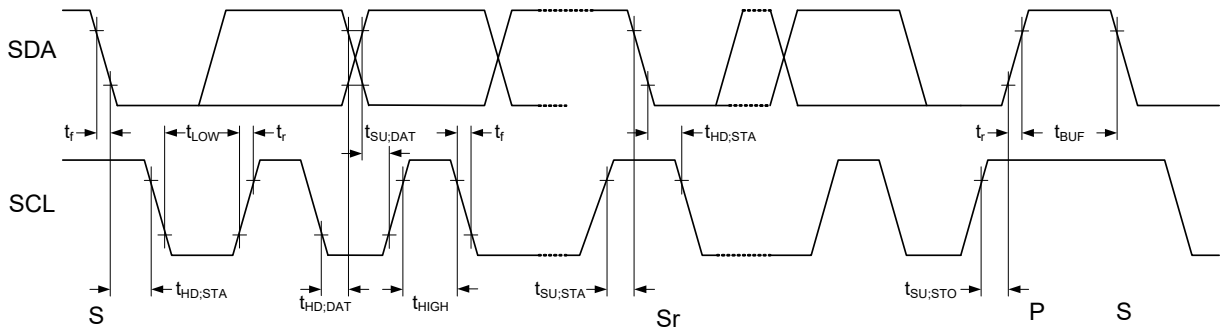 SDA
t_f
t_LOW
t_r
t_SU;DAT
t_f
t_HD;STA
t_r
t_BUF
SCL
t_HD;STA
t_HD;DAT
t_HIGH
t_SU;STA
t_SU;STO
S
Sr
P
S